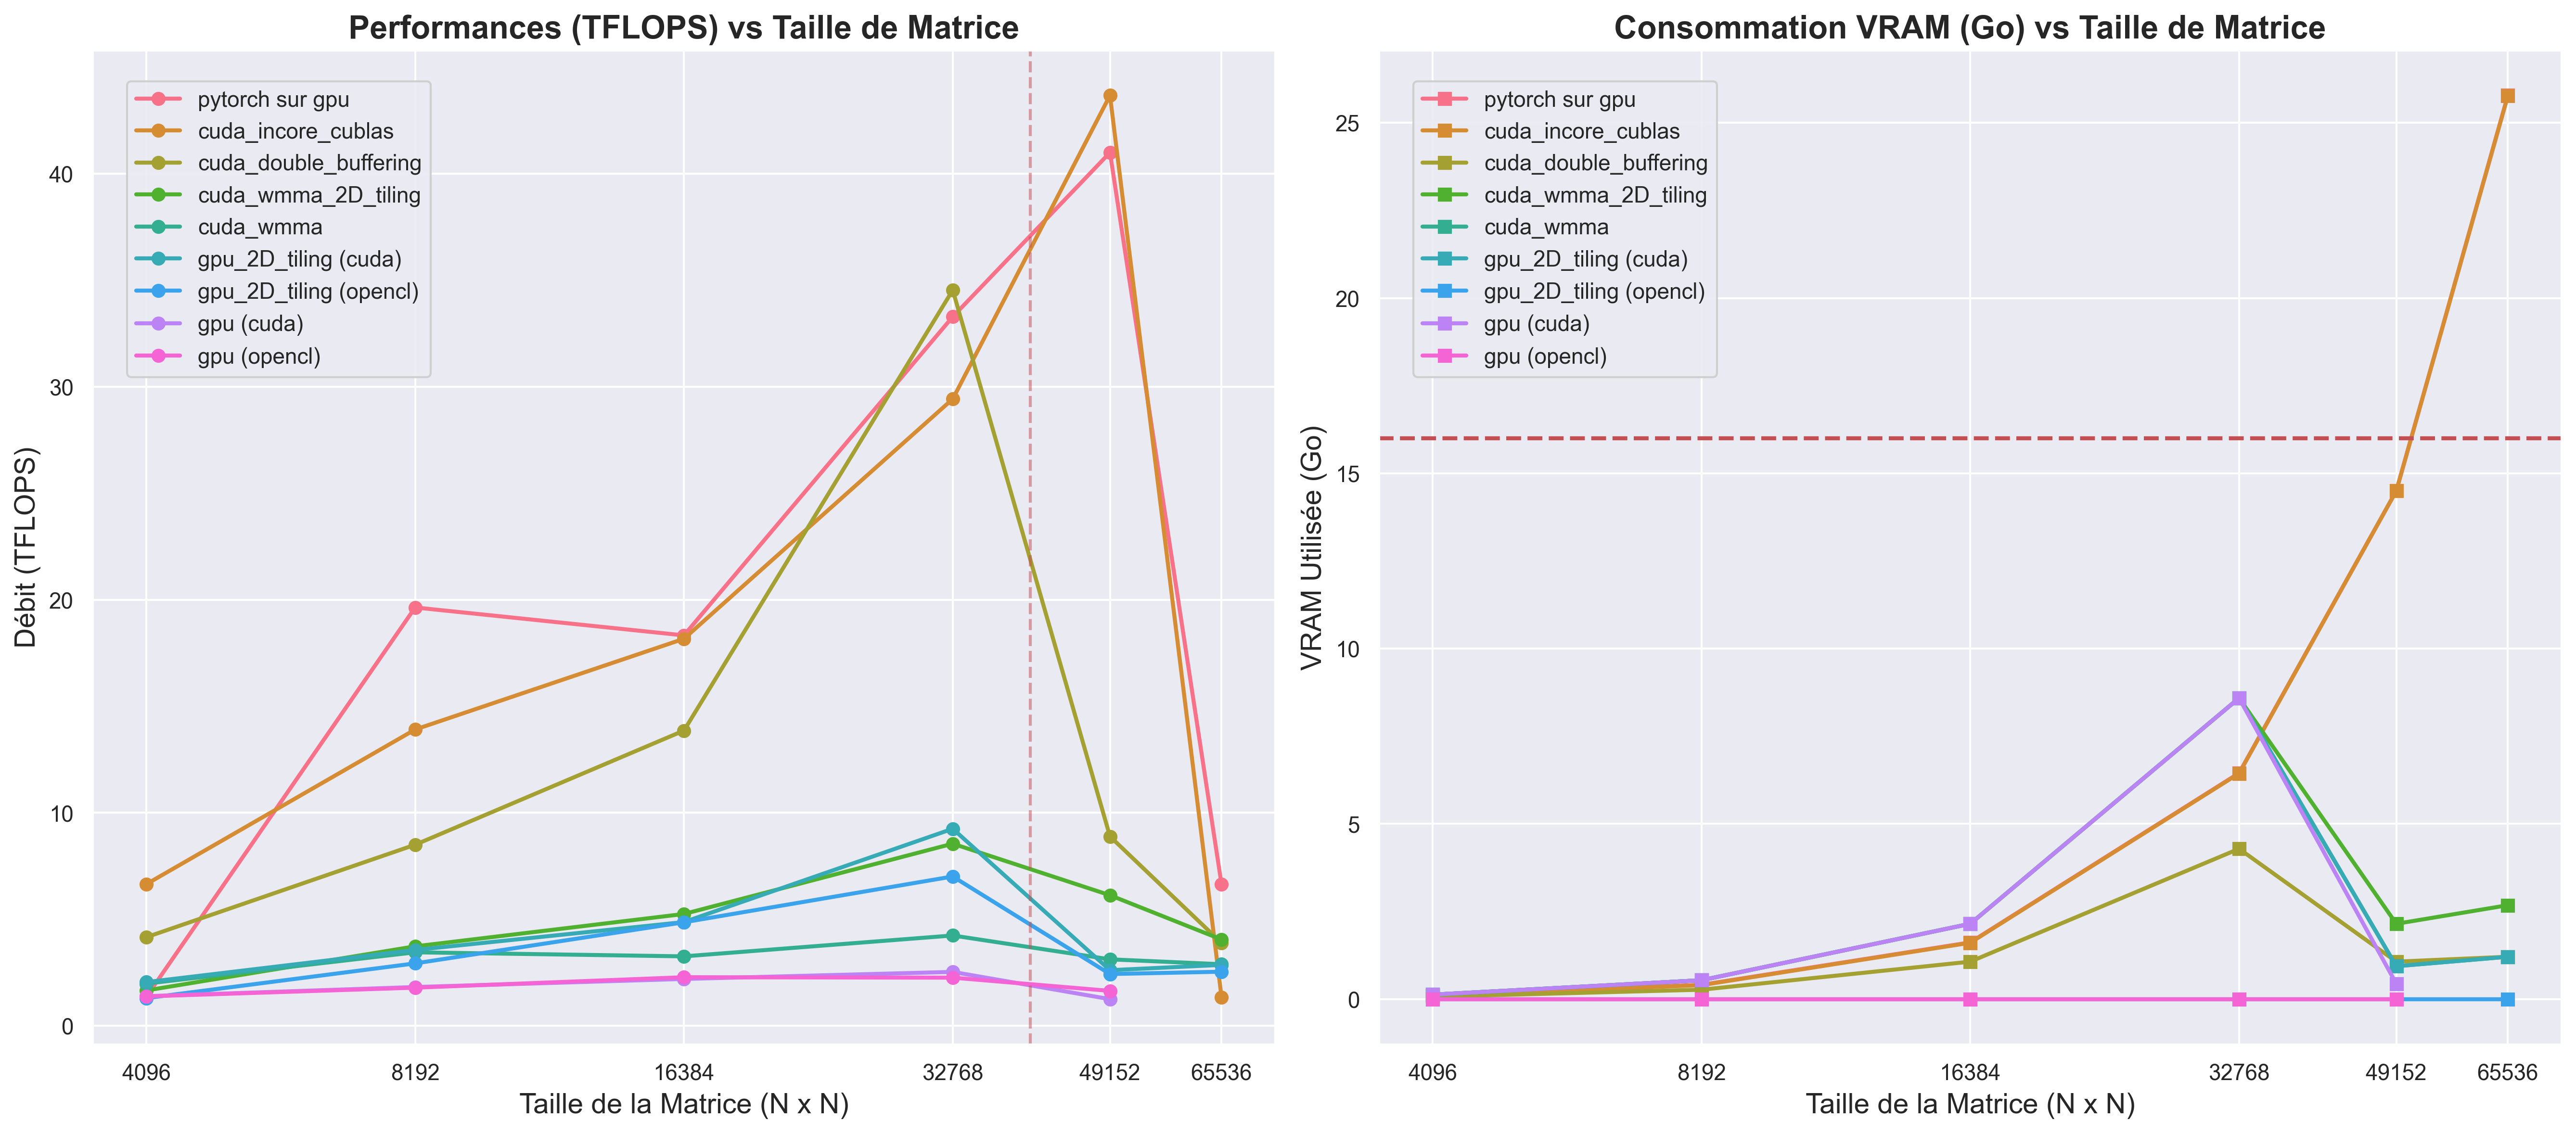 Performances (TFLOPS) vs Taille de Matrice
pytorch sur gpu
cuda_incore_cublas
cuda_double_buffering
cuda_wmma_2D_tiling
cuda_wmma
gpu_2D_tiling (cuda)
gpu_2D_tiling (opencl)
gpu (cuda)
gpu (opencl)
Débit (TFLOPS)
40
30
20
10
0
4096 8192 16384 32768 49152 65536
Taille de la Matrice (N x N)
Consommation VRAM (Go) vs Taille de Matrice
pytorch sur gpu
cuda_incore_cublas
cuda_double_buffering
cuda_wmma_2D_tiling
cuda_wmma
gpu_2D_tiling (cuda)
gpu_2D_tiling (opencl)
gpu (cuda)
gpu (opencl)
VRAM Utilisée (Go)
25
20
15
10
5
0
4096 8192 16384 32768 49152 65536
Taille de la Matrice (N x N)